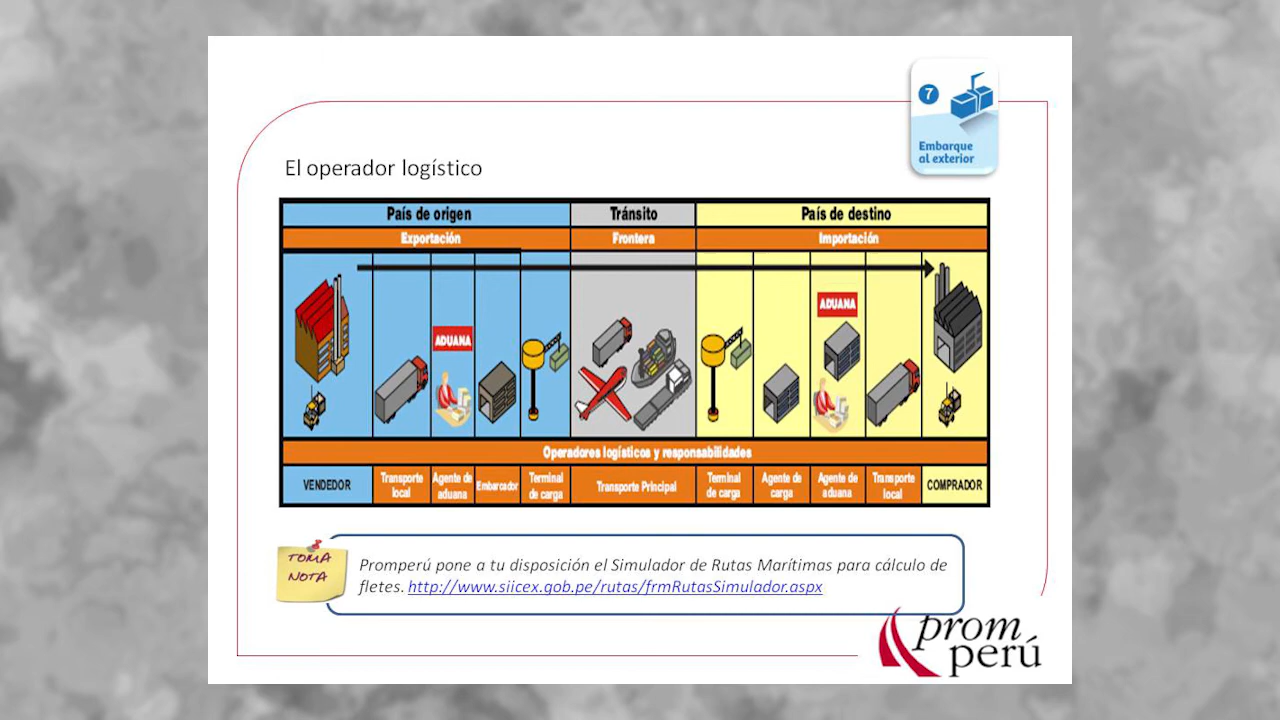 7
Embarque
al exterior
El operador logístico
País de origen Tránsito País de destino
Exportación Frontera Importación
ADUANA
ADUANA
Operadores logísticos y responsabilidades
VENDEDOR
Transporte
local
Agente de
aduana
Embarcador
Terminal
de carga
Transporte Principal
Terminal
de carga
Agente de
carga
Agente de
aduana
Transporte
local
COMPRADOR
TOMA
NOTA
Promperú pone a tu disposición el Simulador de Rutas Marítimas para cálculo de
fletes. http://www.siicex.gob.pe/rutas/frmRutasSimulador.aspx
prom
perú